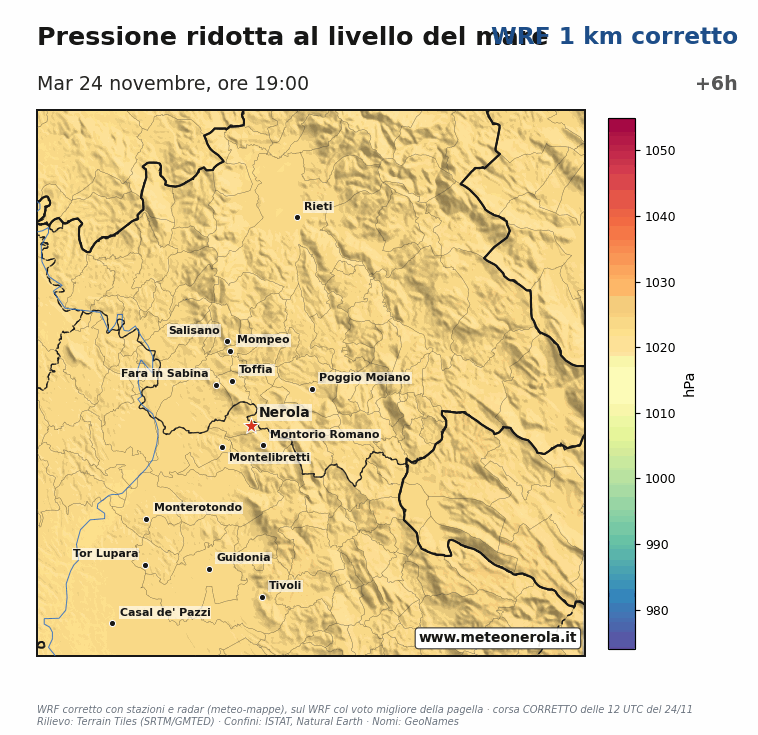 Pressione ridotta al livello del mare
WRF 1 km corretto
Mar 24 novembre, ore 19:00
+6h
Rieti
Salisano
Mompeo
Toffia
Fara in Sabina
Poggio Moiano
Nerola
Montorio Romano
Montelibretti
Monterotondo
Tor Lupara
Guidonia
Tivoli
Casal de' Pazzi
www.meteonerola.it
1050
1040
1030
1020
1010
1000
990
980
hPa
WRF corretto con stazioni e radar (meteo-mappe), sul WRF col voto migliore della pagella · corsa CORRETTO delle 12 UTC del 24/11
Rilievo: Terrain Tiles (SRTM/GMTED) · Confini: ISTAT, Natural Earth · Nomi: GeoNames